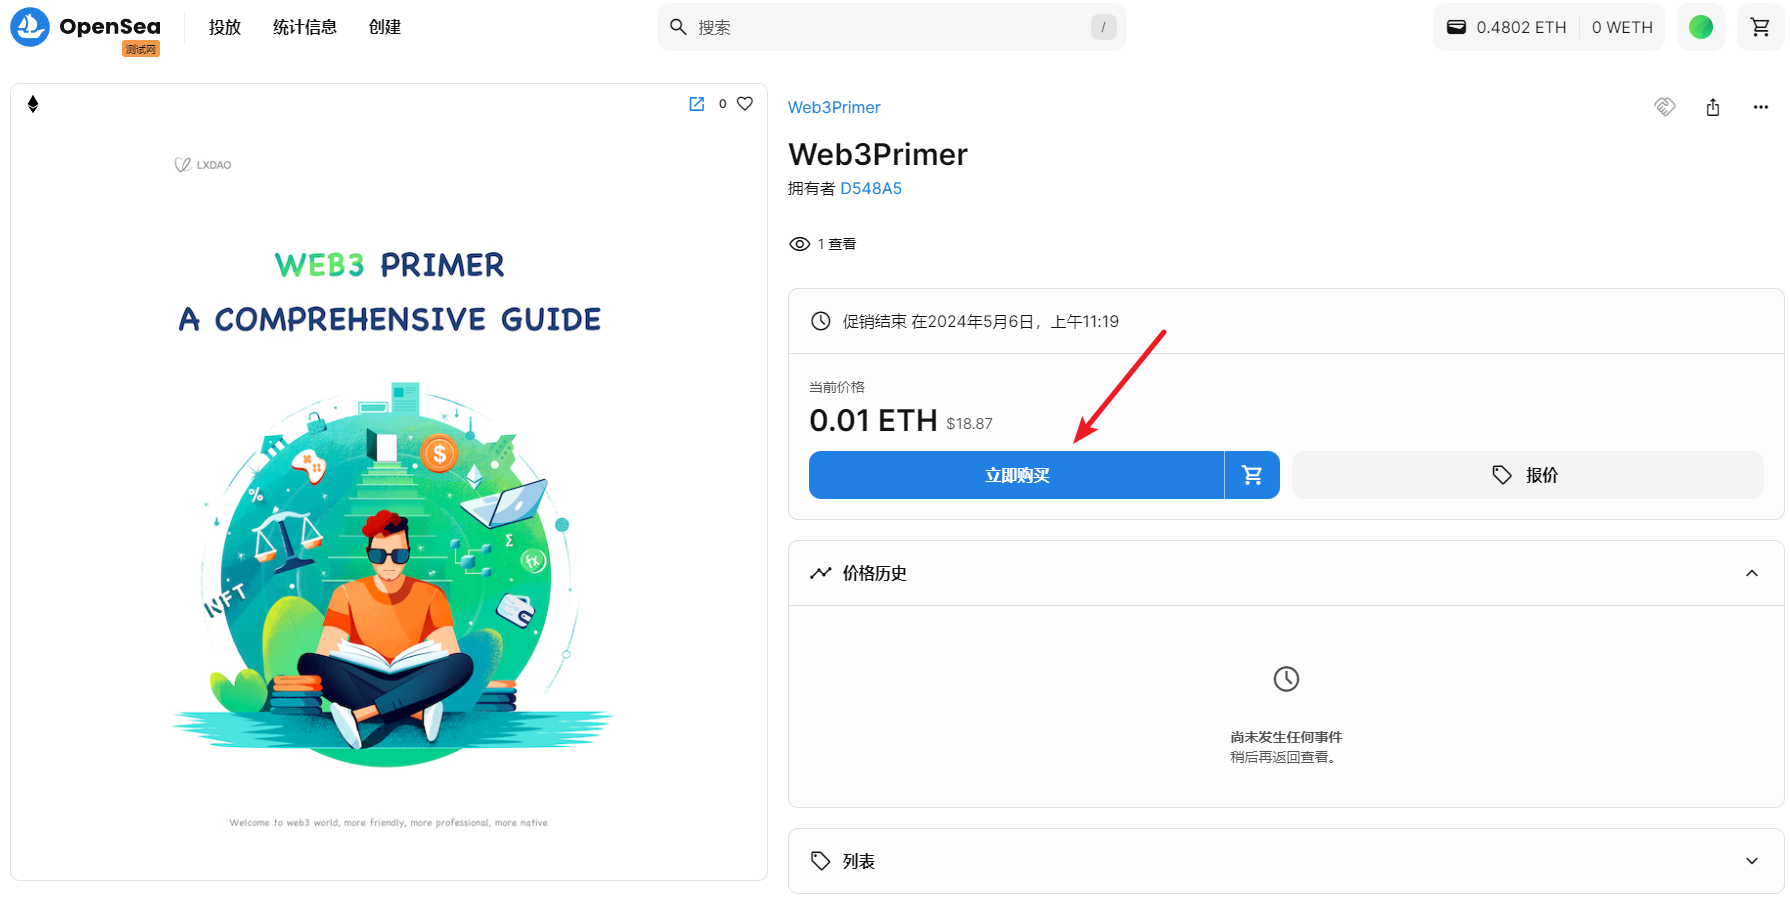 OpenSea
测试网
投放
统计信息
创建
搜索
/
0.4802 ETH
0 WETH
0
LXDAO
WEB3 PRIMER
A COMPREHENSIVE GUIDE
%
$
Σ
fx
NFT
Welcome to web3 world, more friendly, more professional, more native
Web3Primer
Web3Primer
拥有者 D548A5
1 查看
促销结束 在2024年5月6日，上午11:19
当前价格
0.01 ETH $18.87
立即购买
报价
价格历史
尚未发生任何事件
稍后再返回查看。
列表